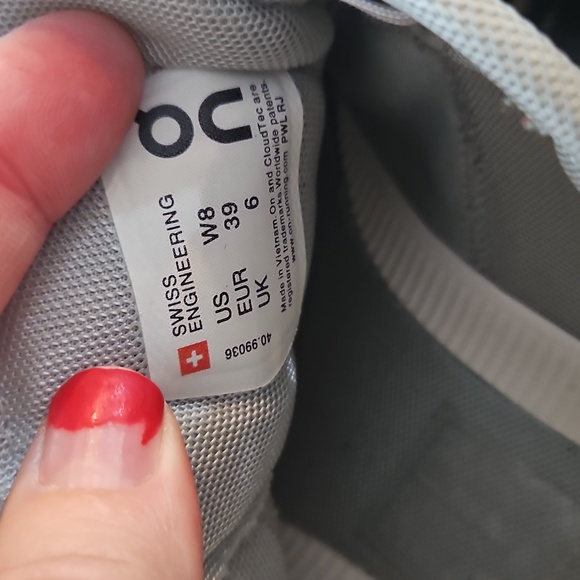 On
SWISS
ENGINEERING
US W8
EUR 39
UK 6
Made in Vietnam. On and CloudTec are
registered trademarks. Worldwide patents.
www.on-running.com PWL RJ
40.99036